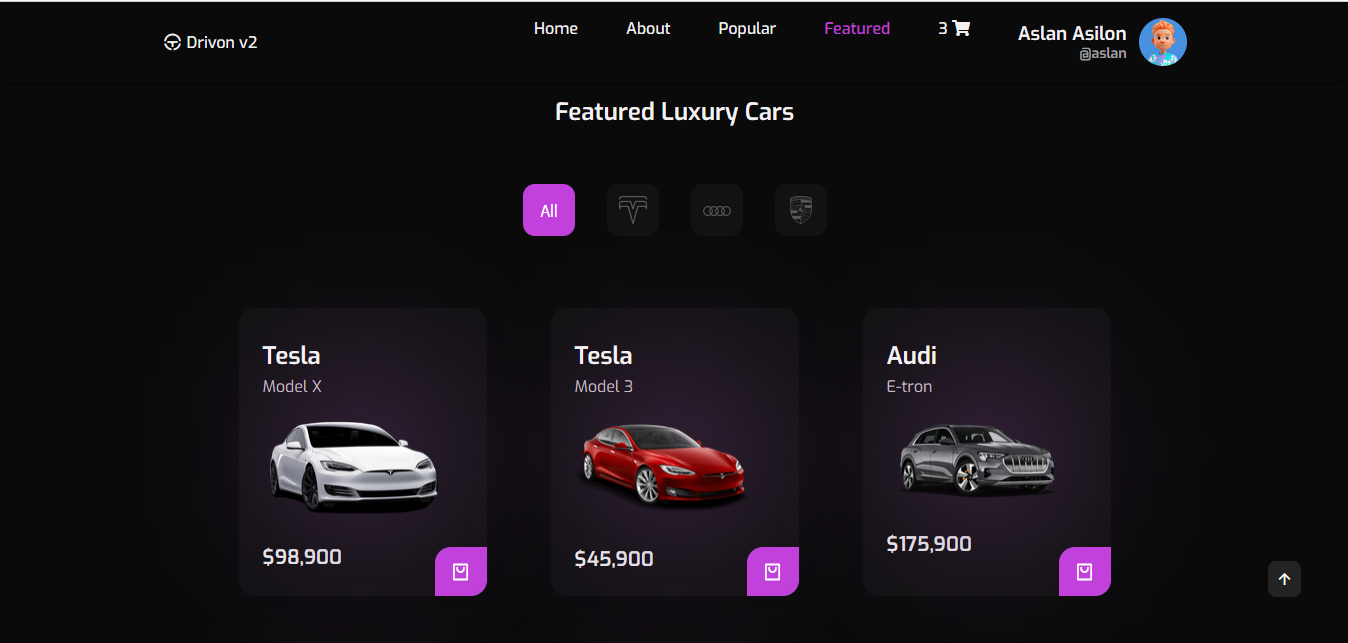 Drivon v2
Home
About
Popular
Featured
3
Aslan Asilon
@aslan
Featured Luxury Cars
All
Tesla
Model X
$98,900
Tesla
Model 3
$45,900
Audi
E-tron
$175,900